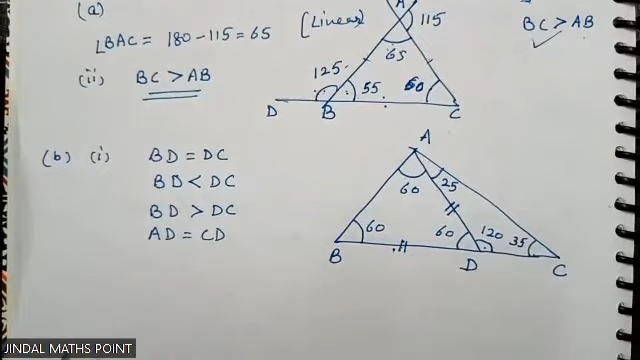 (a)
∠BAC = 180 - 115 = 65 [Linear]
(ii) BC > AB
BC > AB
A
115
65
125
55
60
D B C
(b) (i) BD = DC
BD < DC
BD > DC
AD = CD
A
60 25
60 60 120 35
B D C
JINDAL MATHS POINT